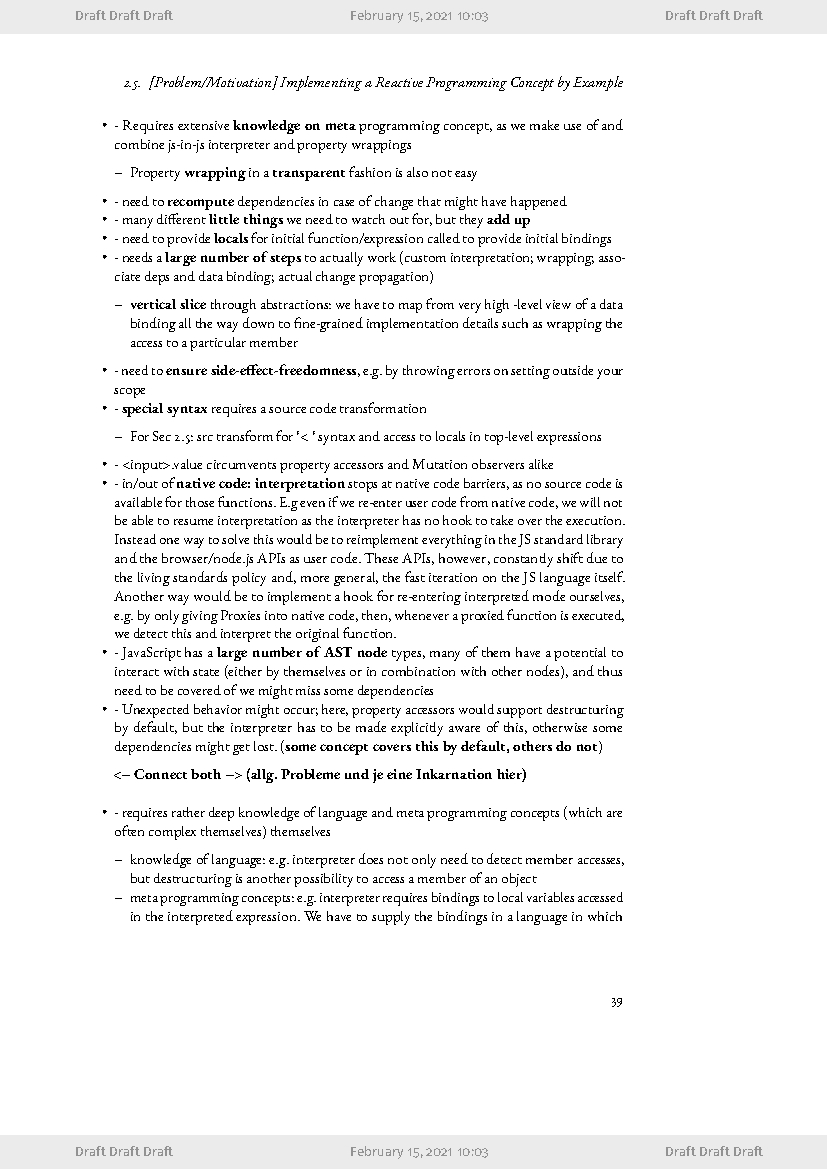 Draft Draft Draft February 15, 2021 10:03 Draft Draft Draft
2.5. [Problem/Motivation] Implementing a Reactive Programming Concept by Example
• - Requires extensive knowledge on meta programming concept, as we make use of and
combine js-in-js interpreter and property wrappings
– Property wrapping in a transparent fashion is also not easy
• - need to recompute dependencies in case of change that might have happened
• - many different little things we need to watch out for, but they add up
• - need to provide locals for initial function/expression called to provide initial bindings
• - needs a large number of steps to actually work (custom interpretation; wrapping; asso-
ciate deps and data binding; actual change propagation)
– vertical slice through abstractions: we have to map from very high -level view of a data
binding all the way down to fine-grained implementation details such as wrapping the
access to a particular member
• - need to ensure side-effect-freedomness, e.g. by throwing errors on setting outside your
scope
• - special syntax requires a source code transformation
– For Sec 2.5: src transform for ‘< ‘ syntax and access to locals in top-level expressions
• - <input>.value circumvents property accessors and Mutation observers alike
• - in/out of native code: interpretation stops at native code barriers, as no source code is
available for those functions. E.g even if we re-enter user code from native code, we will not
be able to resume interpretation as the interpreter has no hook to take over the execution.
Instead one way to solve this would be to reimplement everything in the JS standard library
and the browser/node.js APIs as user code. These APIs, however, constantly shift due to
the living standards policy and, more general, the fast iteration on the JS language itself.
Another way would be to implement a hook for re-entering interpreted mode ourselves,
e.g. by only giving Proxies into native code, then, whenever a proxied function is executed,
we detect this and interpret the original function.
• - JavaScript has a large number of AST node types, many of them have a potential to
interact with state (either by themselves or in combination with other nodes), and thus
need to be covered of we might miss some dependencies
• - Unexpected behavior might occur; here, property accessors would support destructuring
by default, but the interpreter has to be made explicitly aware of this, otherwise some
dependencies might get lost. (some concept covers this by default, others do not)
<– Connect both –> (allg. Probleme und je eine Inkarnation hier)
• - requires rather deep knowledge of language and meta programming concepts (which are
often complex themselves) themselves
– knowledge of language: e.g. interpreter does not only need to detect member accesses,
but destructuring is another possibility to access a member of an object
– meta programming concepts: e.g. interpreter requires bindings to local variables accessed
in the interpreted expression. We have to supply the bindings in a language in which
39
Draft Draft Draft February 15, 2021 10:03 Draft Draft Draft